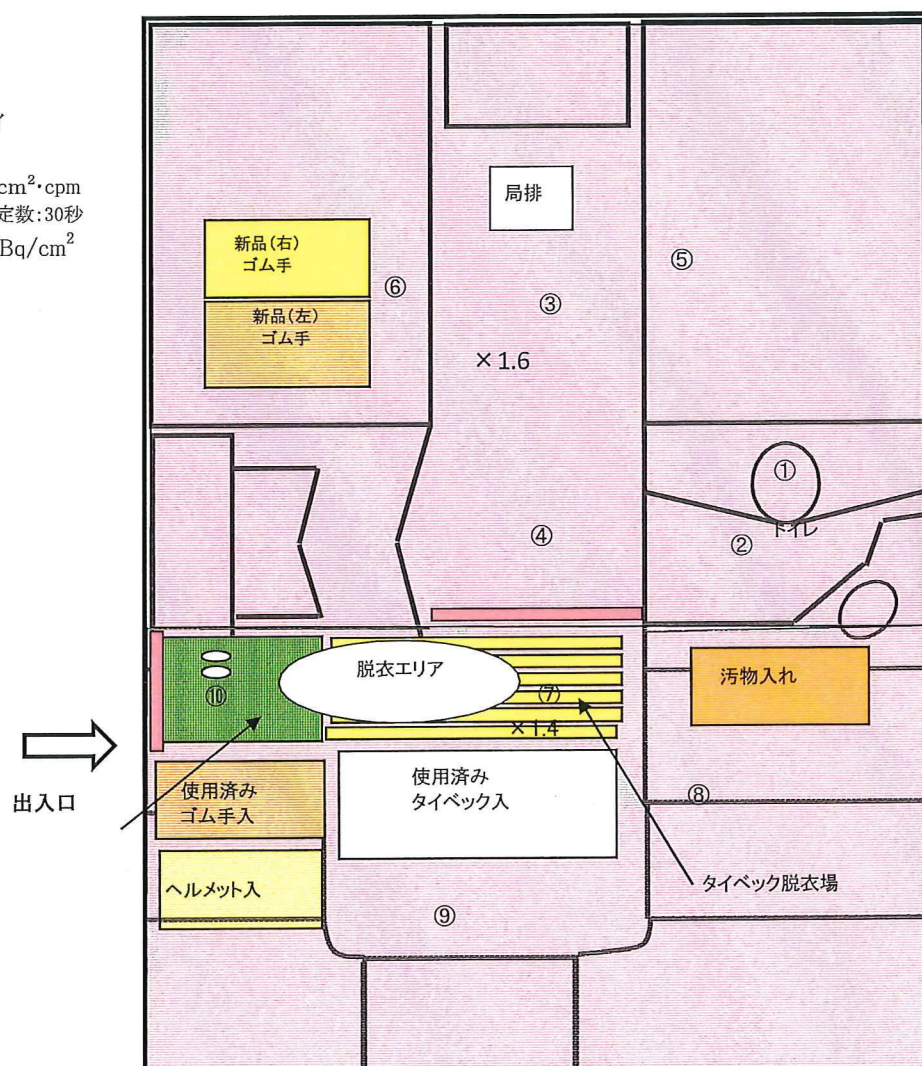 cm²・cpm
定数:30秒
Bq/cm²
局排
新品(右)
ゴム手
⑥
③
⑤
新品(左)
ゴム手
×1.6
①
④
②
トイレ
脱衣エリア
⑩
⑦
汚物入れ
×1.4
出入口
使用済み
ゴム手入
使用済み
タイベック入
⑧
ヘルメット入
タイベック脱衣場
⑨